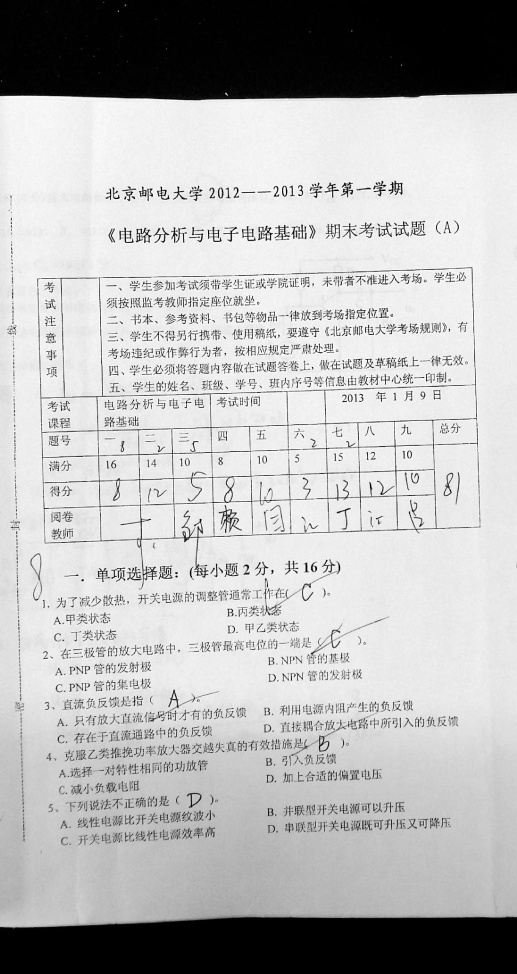 北京邮电大学 2012——2013 学年第一学期
《电路分析与电子电路基础》期末考试试题（A）
考试注意事项
一、学生参加考试须带学生证或学院证明，未带者不准进入考场。学生必
须按照监考教师指定座位就坐。
二、书本、参考资料、书包等物品一律放到考场指定位置。
三、学生不得另行携带、使用稿纸，要遵守《北京邮电大学考场规则》，有
考场违纪或作弊行为者，按相应规定严肃处理。
四、学生必须将答题内容做在试题答卷上，做在试题及草稿纸上一律无效。
五、学生的姓名、班级、学号、班内序号等信息由教材中心统一印制。
考试课程 电路分析与电子电路基础 考试时间 2013 年 1 月 9 日
题号 一 8 二 2 三 5 四 五 六 2 七 2 八 九 总分
满分 16 14 10 8 10 5 15 12 10
得分 8 12 5 8 10 3 13 12 10 81
阅卷教师
8
一．单项选择题：(每小题 2 分，共 16 分)
1. 为了减少散热，开关电源的调整管通常工作在( C )。
A.甲类状态 B.丙类状态
C. 丁类状态 D. 甲乙类状态
2、在三极管的放大电路中，三极管最高电位的一端是（ C ）。
A. PNP 管的发射极 B. NPN 管的基极
C. PNP 管的集电极 D. NPN 管的发射极
3、直流负反馈是指（ A ）。
A. 只有放大直流信号时才有的负反馈 B. 利用电源内阻产生的负反馈
C. 存在于直流通路中的负反馈 D. 直接耦合放大电路中所引入的负反馈
4、克服乙类推挽功率放大器交越失真的有效措施是( B )。
A.选择一对特性相同的功放管 B. 引入负反馈
C. 减小负载电阻 D. 加上合适的偏置电压
5、下列说法不正确的是（ D ）。
A. 线性电源比开关电源纹波小 B. 并联型开关电源可以升压
C. 开关电源比线性电源效率高 D. 串联型开关电源既可升压又可降压